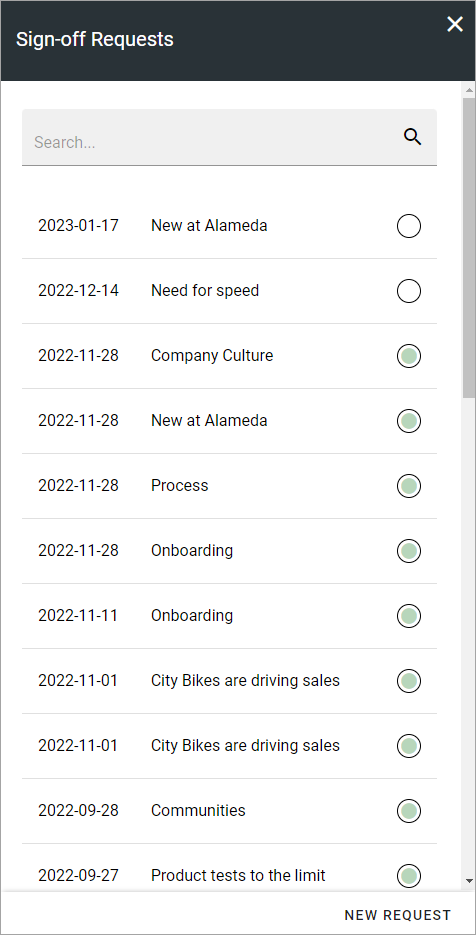 Sign-off Requests
Search...
2023-01-17 New at Alameda
2022-12-14 Need for speed
2022-11-28 Company Culture
2022-11-28 New at Alameda
2022-11-28 Process
2022-11-28 Onboarding
2022-11-11 Onboarding
2022-11-01 City Bikes are driving sales
2022-11-01 City Bikes are driving sales
2022-09-28 Communities
2022-09-27 Product tests to the limit
NEW REQUEST